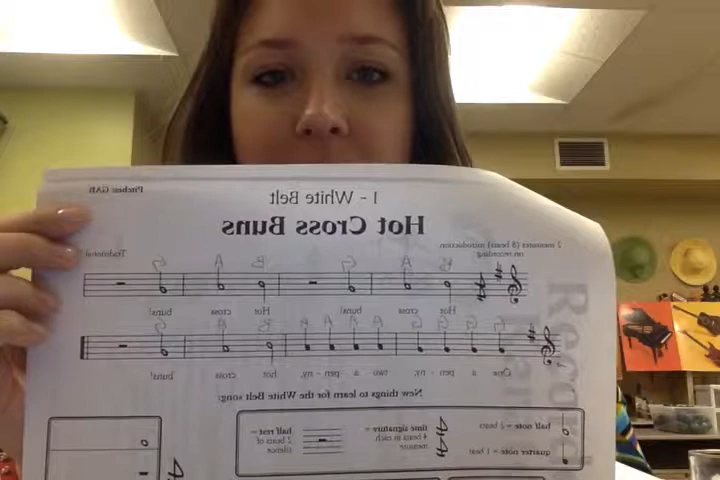 1 - White Belt
Pitches: GAB
Hot Cross Buns
2 measures (8 beats) introduction
on recording
Traditional
B A G B A G
Hot cross buns! Hot cross buns!
G G G G A A A A B A G
One a pen - ny, two a pen - ny, hot cross buns!
New things to learn for the White Belt song:
half note = 2 beats
quarter note = 1 beat
time signature =
4 beats in each
measure
half rest =
2 beats of
silence